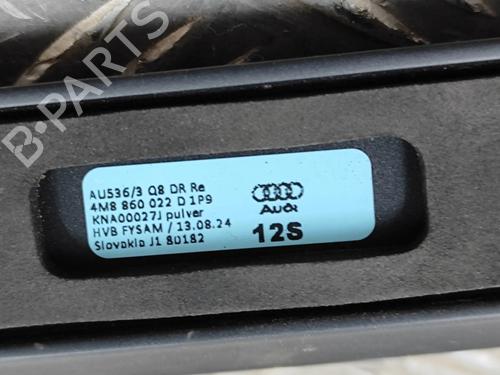 AU536/3 Q8 DR Re
4M8 860 022 D 1P9
KNA00027J pulver
HVB FYSAM / 13.08.24
Slovakia J1 80182
Audi
12S
B-PARTS